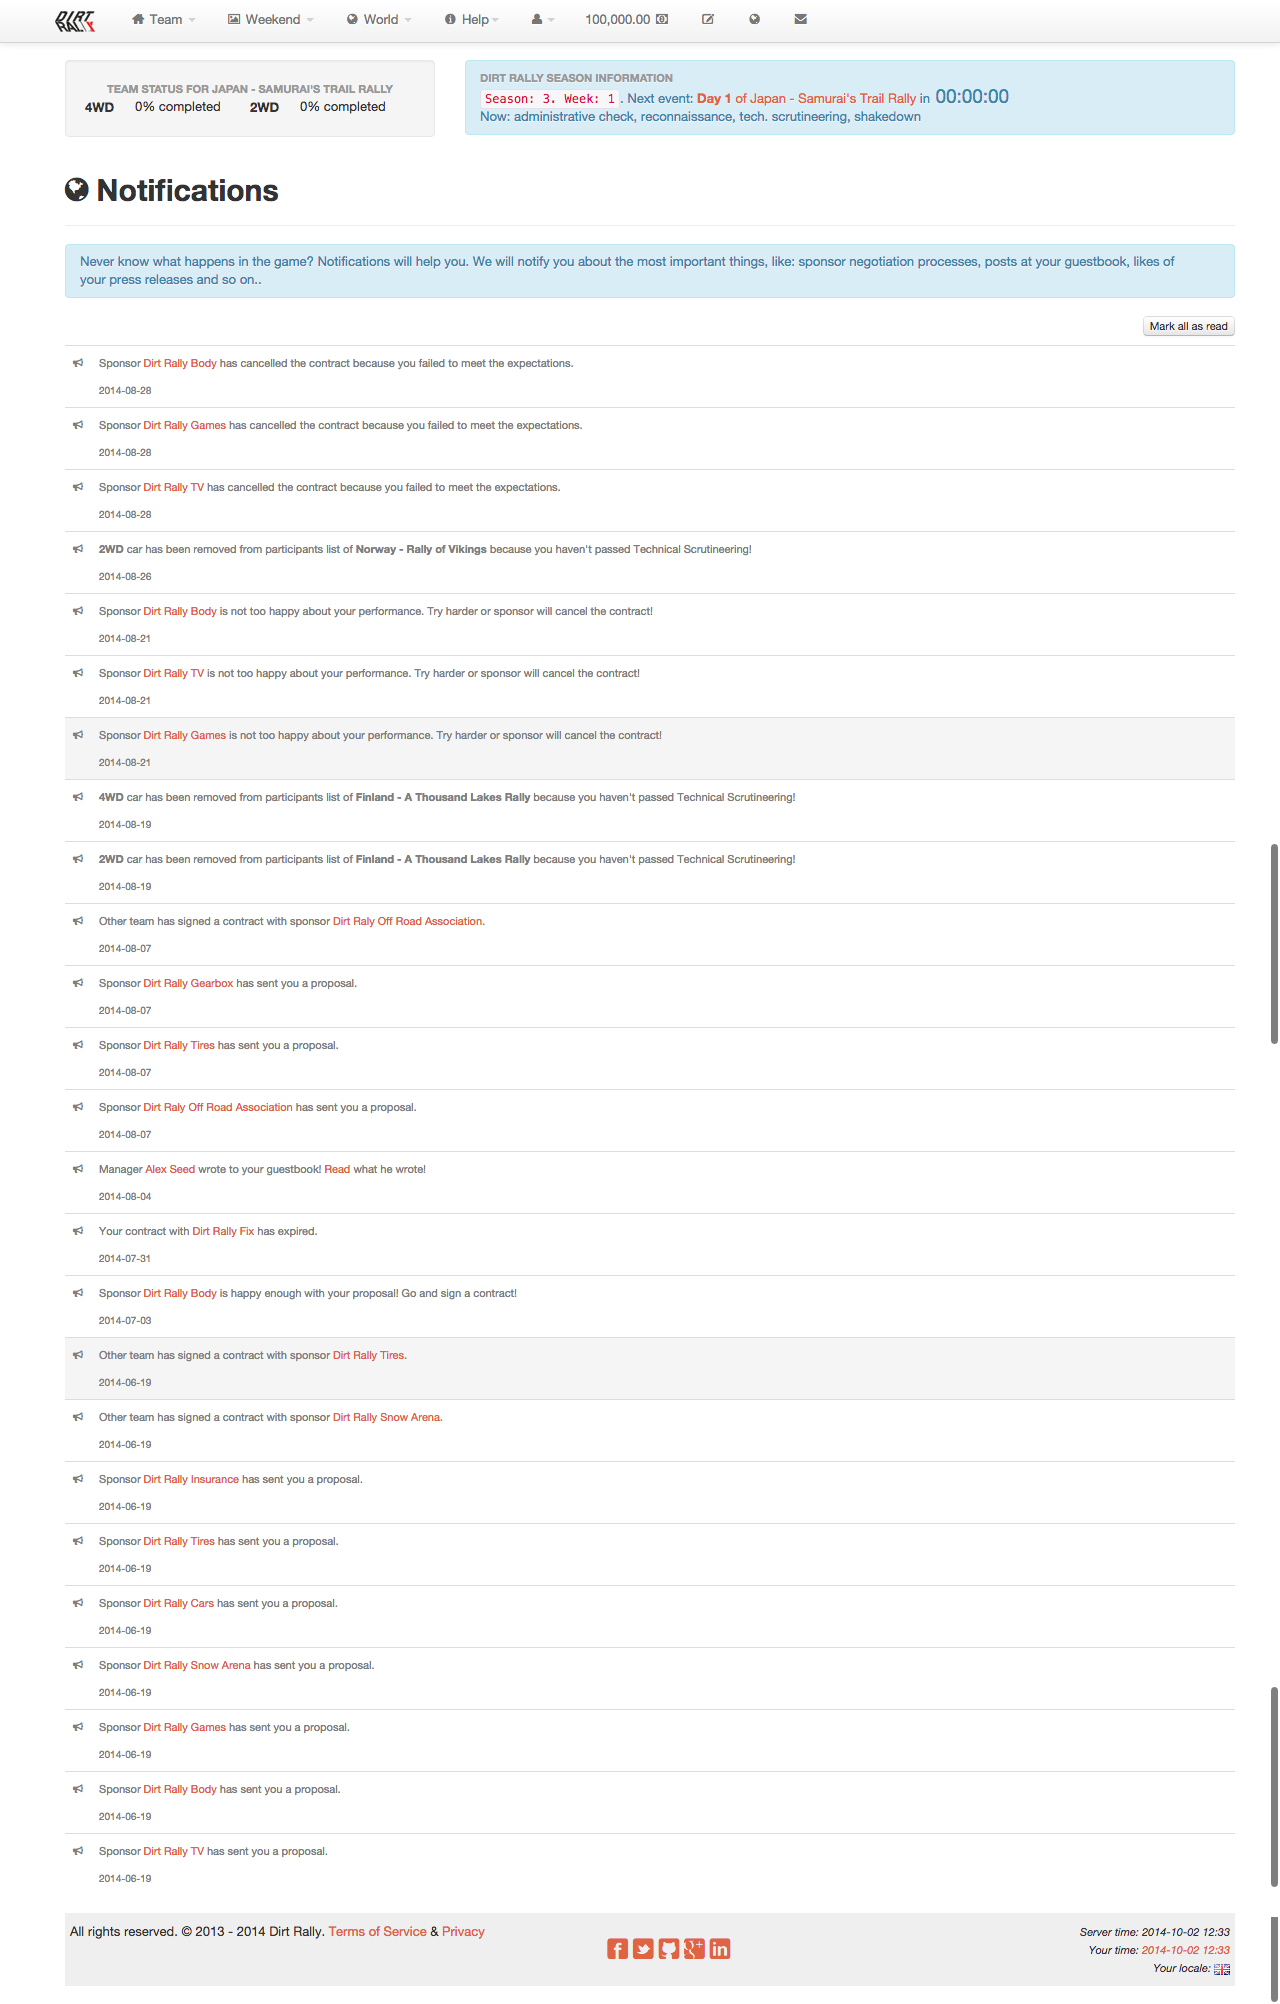 DIRT RALLY
Team Weekend World Help 100,000.00
TEAM STATUS FOR JAPAN - SAMURAI'S TRAIL RALLY
4WD 0% completed 2WD 0% completed
DIRT RALLY SEASON INFORMATION
Season: 3. Week: 1. Next event: Day 1 of Japan - Samurai's Trail Rally in 00:00:00
Now: administrative check, reconnaissance, tech. scrutineering, shakedown
Notifications
Never know what happens in the game? Notifications will help you. We will notify you about the most important things, like: sponsor negotiation processes, posts at your guestbook, likes of
your press releases and so on..
Mark all as read
Sponsor Dirt Rally Body has cancelled the contract because you failed to meet the expectations.
2014-08-28
Sponsor Dirt Rally Games has cancelled the contract because you failed to meet the expectations.
2014-08-28
Sponsor Dirt Rally TV has cancelled the contract because you failed to meet the expectations.
2014-08-28
2WD car has been removed from participants list of Norway - Rally of Vikings because you haven't passed Technical Scrutineering!
2014-08-26
Sponsor Dirt Rally Body is not too happy about your performance. Try harder or sponsor will cancel the contract!
2014-08-21
Sponsor Dirt Rally TV is not too happy about your performance. Try harder or sponsor will cancel the contract!
2014-08-21
Sponsor Dirt Rally Games is not too happy about your performance. Try harder or sponsor will cancel the contract!
2014-08-21
4WD car has been removed from participants list of Finland - A Thousand Lakes Rally because you haven't passed Technical Scrutineering!
2014-08-19
2WD car has been removed from participants list of Finland - A Thousand Lakes Rally because you haven't passed Technical Scrutineering!
2014-08-19
Other team has signed a contract with sponsor Dirt Raly Off Road Association.
2014-08-07
Sponsor Dirt Rally Gearbox has sent you a proposal.
2014-08-07
Sponsor Dirt Rally Tires has sent you a proposal.
2014-08-07
Sponsor Dirt Raly Off Road Association has sent you a proposal.
2014-08-07
Manager Alex Seed wrote to your guestbook! Read what he wrote!
2014-08-04
Your contract with Dirt Rally Fix has expired.
2014-07-31
Sponsor Dirt Rally Body is happy enough with your proposal! Go and sign a contract!
2014-07-03
Other team has signed a contract with sponsor Dirt Rally Tires.
2014-06-19
Other team has signed a contract with sponsor Dirt Rally Snow Arena.
2014-06-19
Sponsor Dirt Rally Insurance has sent you a proposal.
2014-06-19
Sponsor Dirt Rally Tires has sent you a proposal.
2014-06-19
Sponsor Dirt Rally Cars has sent you a proposal.
2014-06-19
Sponsor Dirt Rally Snow Arena has sent you a proposal.
2014-06-19
Sponsor Dirt Rally Games has sent you a proposal.
2014-06-19
Sponsor Dirt Rally Body has sent you a proposal.
2014-06-19
Sponsor Dirt Rally TV has sent you a proposal.
2014-06-19
All rights reserved. © 2013 - 2014 Dirt Rally. Terms of Service & Privacy
Server time: 2014-10-02 12:33
Your time: 2014-10-02 12:33
Your locale: